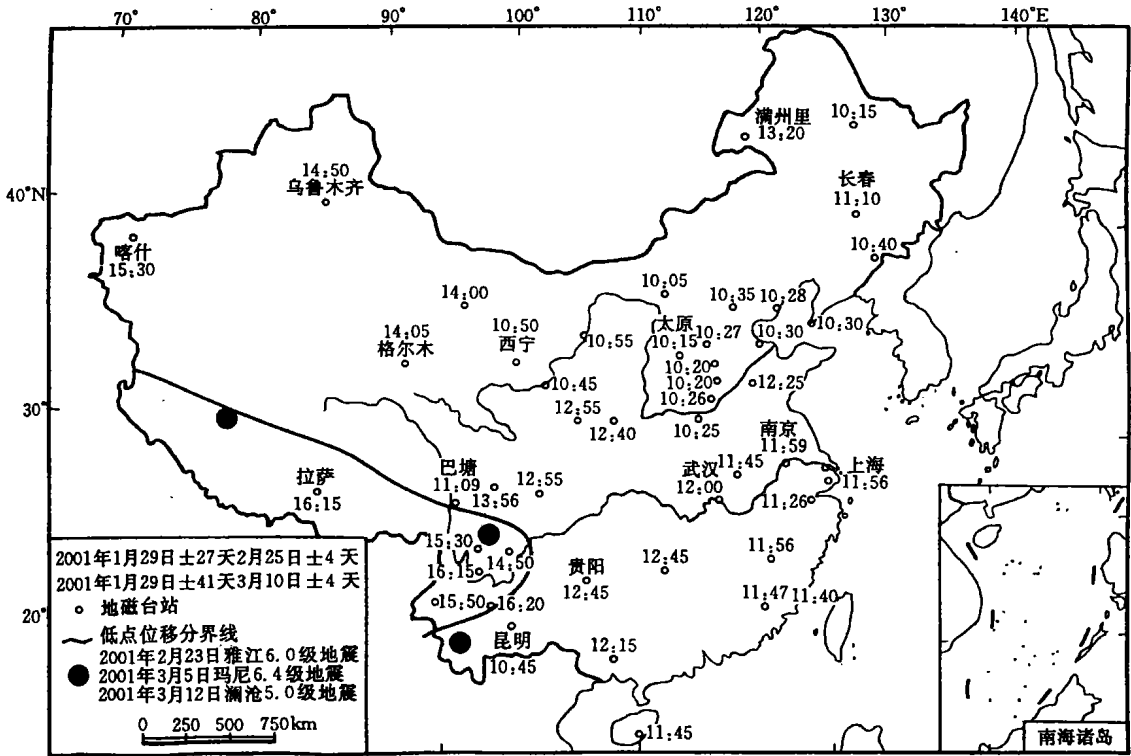 70° 80° 90° 100° 110° 120° 130° 140°E
40°N
30°
20°
满州里
13:20
10:15
14:50
乌鲁木齐
长春
11:10
喀什
15:30
10:40
14:00
10:05
10:35
10:28
14:05
格尔木
10:50
西宁
10:55
太原
10:15
10:27
10:30
10:30
10:20
10:20
10:26
12:25
10:45
12:55
12:40
10:25
南京
11:59
拉萨
16:15
巴塘
11:09
13:56
12:55
武汉
12:00
11:45
上海
11:56
11:26
15:30
14:50
16:15
贵阳
12:45
12:45
11:56
15:50
16:20
11:47
11:40
昆明
10:45
12:15
11:45
2001年1月29日士27天2月25日士4天
2001年1月29日士41天3月10日士4天
地磁台站
低点位移分界线
2001年2月23日雅江6.0级地震
2001年3月5日玛尼6.4级地震
2001年3月12日澜沧5.0级地震
0 250 500 750km
南海诸岛